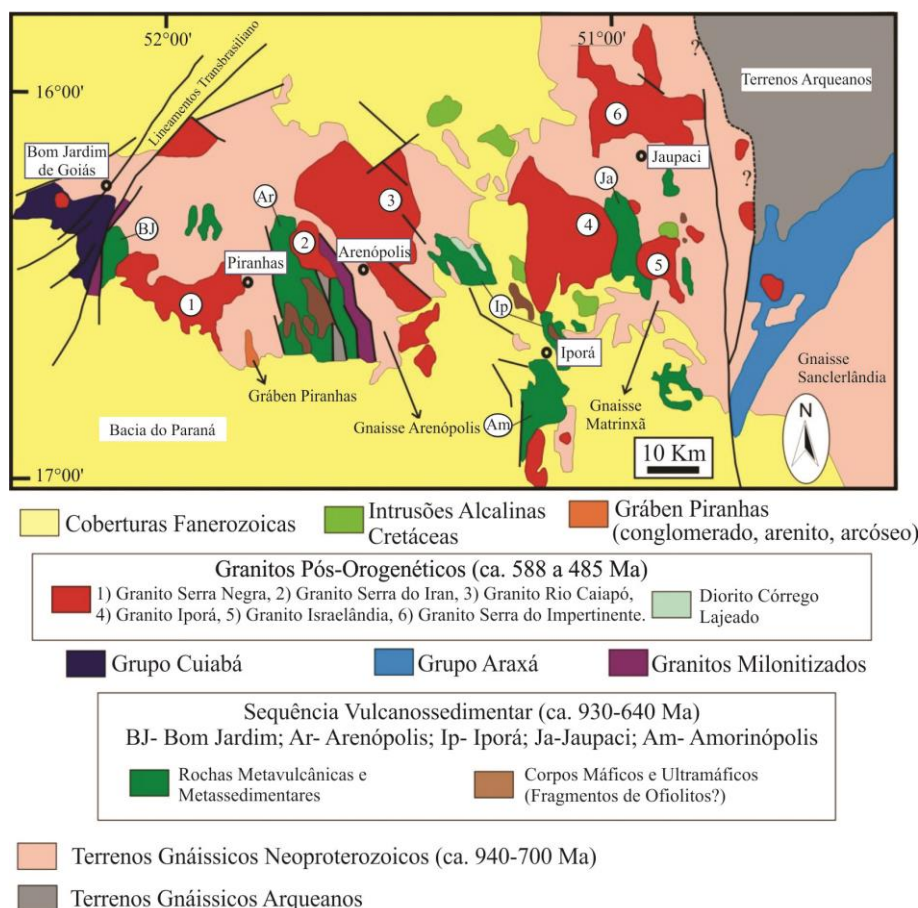 52°00'
51°00'
16°00'
17°00'
Lineamentos Transbrasiliano
?
?
Terrenos Arqueanos
6
Bom Jardim
de Goiás
Jaupaci
Ja
Ar
3
BJ
2
Arenópolis
4
Piranhas
5
1
Ip
Iporá
Gnaisse
Sanclerlândia
Gráben Piranhas
Gnaisse
Matrinxã
Gnaisse Arenópolis
Am
Bacia do Paraná
N
10 Km
Coberturas Fanerozoicas
Intrusões Alcalinas
Cretáceas
Gráben Piranhas
(conglomerado, arenito, arcóseo)
Granitos Pós-Orogenéticos (ca. 588 a 485 Ma)
1) Granito Serra Negra, 2) Granito Serra do Iran, 3) Granito Rio Caiapó,
4) Granito Iporá, 5) Granito Israelândia, 6) Granito Serra do Impertinente.
Diorito Córrego
Lajeado
Grupo Cuiabá
Grupo Araxá
Granitos Milonitizados
Sequência Vulcanossedimentar (ca. 930-640 Ma)
BJ- Bom Jardim; Ar- Arenópolis; Ip- Iporá; Ja-Jaupaci; Am- Amorinópolis
Rochas Metavulcânicas e
Metassedimentares
Corpos Máficos e Ultramáficos
(Fragmentos de Ofiolitos?)
Terrenos Gnáissicos Neoproterozoicos (ca. 940-700 Ma)
Terrenos Gnáissicos Arqueanos